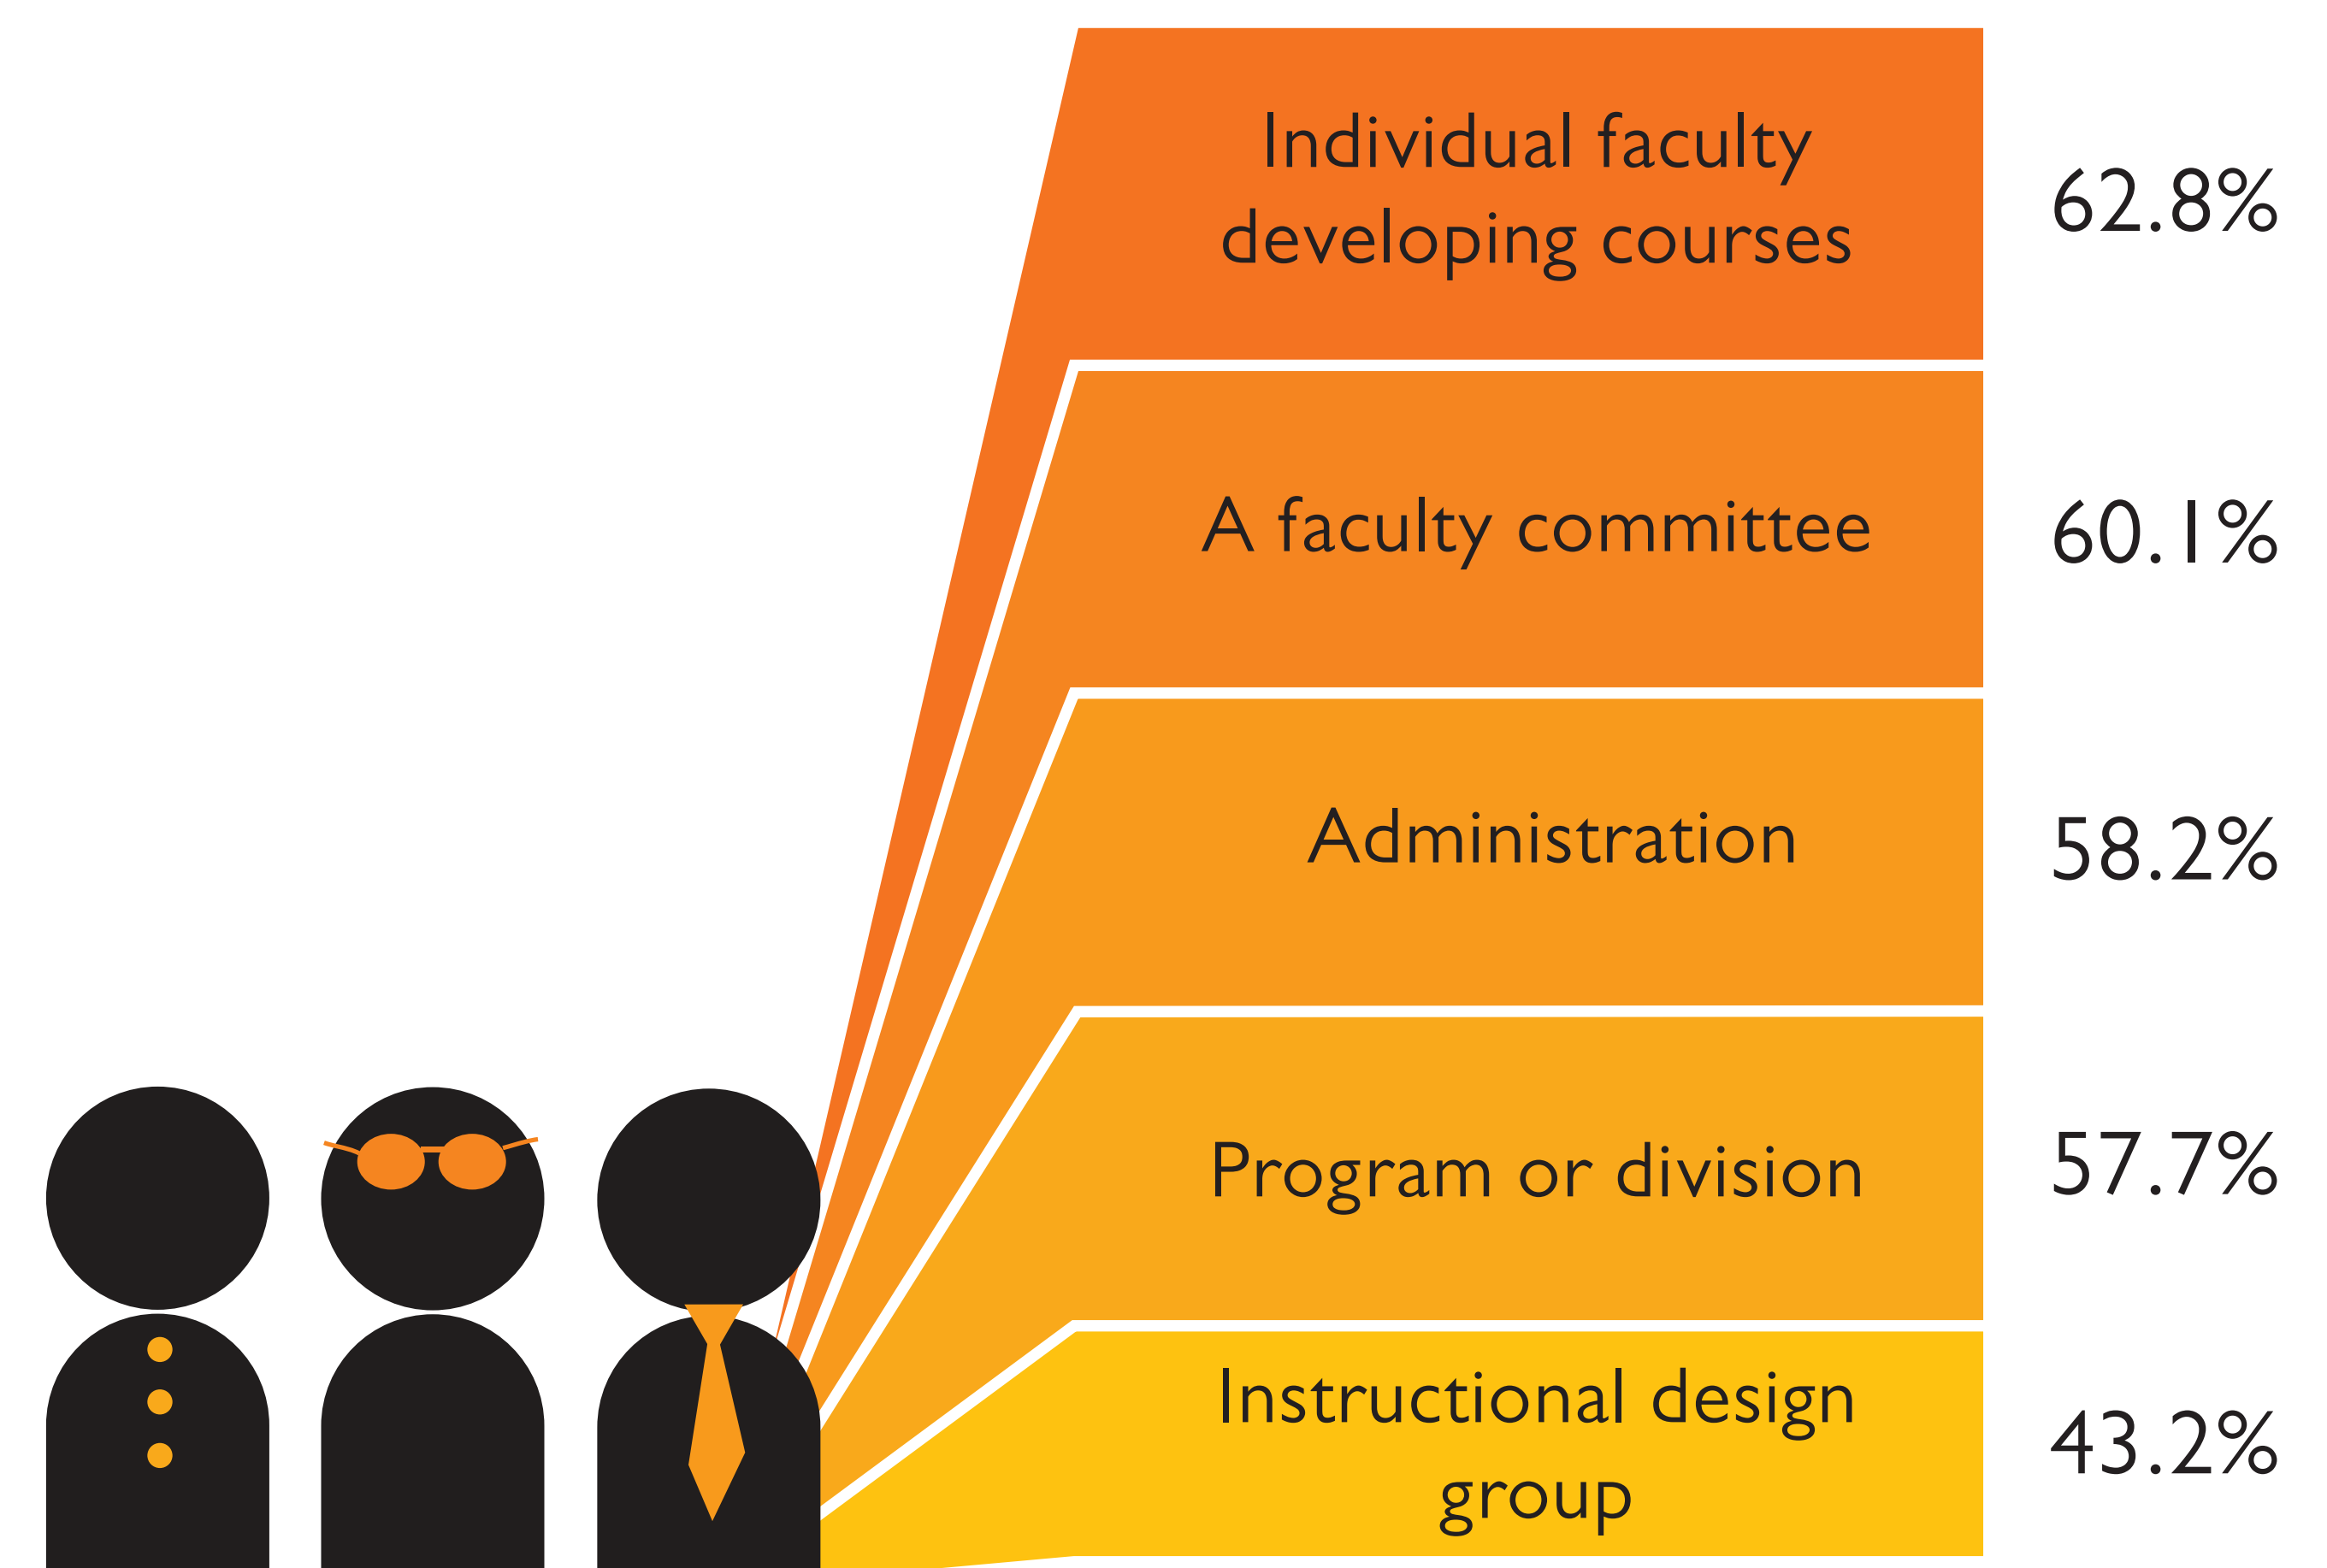 Individual faculty
developing courses
62.8%
A faculty committee
60.1%
Administration
58.2%
Program or division
57.7%
Instructional design
group
43.2%